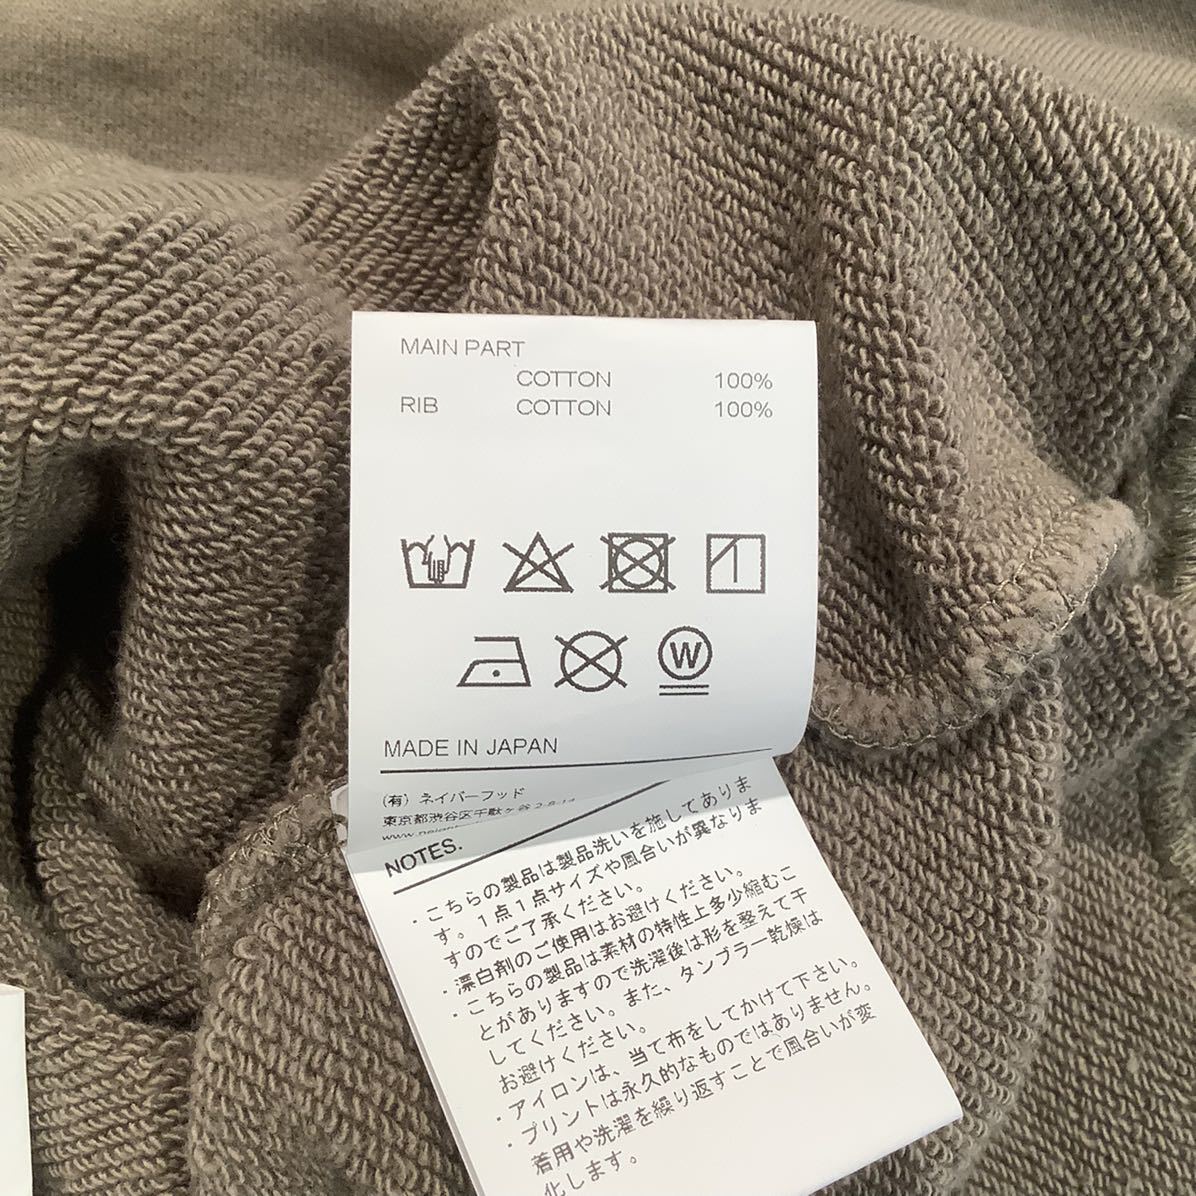 MAIN PART
COTTON 100%
RIB COTTON 100%
W
MADE IN JAPAN
(有) ネイバーフッド
東京都渋谷区千駄ヶ谷
NOTES.
・こちらの製品は製品洗いを施してありま
す。1点1点サイズや風合いが異なりま
すのでご了承ください。
・漂白剤のご使用はお避けください。
・こちらの製品は素材の特性上多少縮むこ
とがありますので洗濯後は形を整えて干
してください。また、タンブラー乾燥は
お避けください。
・アイロンは、当て布をしてかけて下さい。
・プリントは永久的なものではありません。
着用や洗濯を繰り返すことで風合いが変
化します。